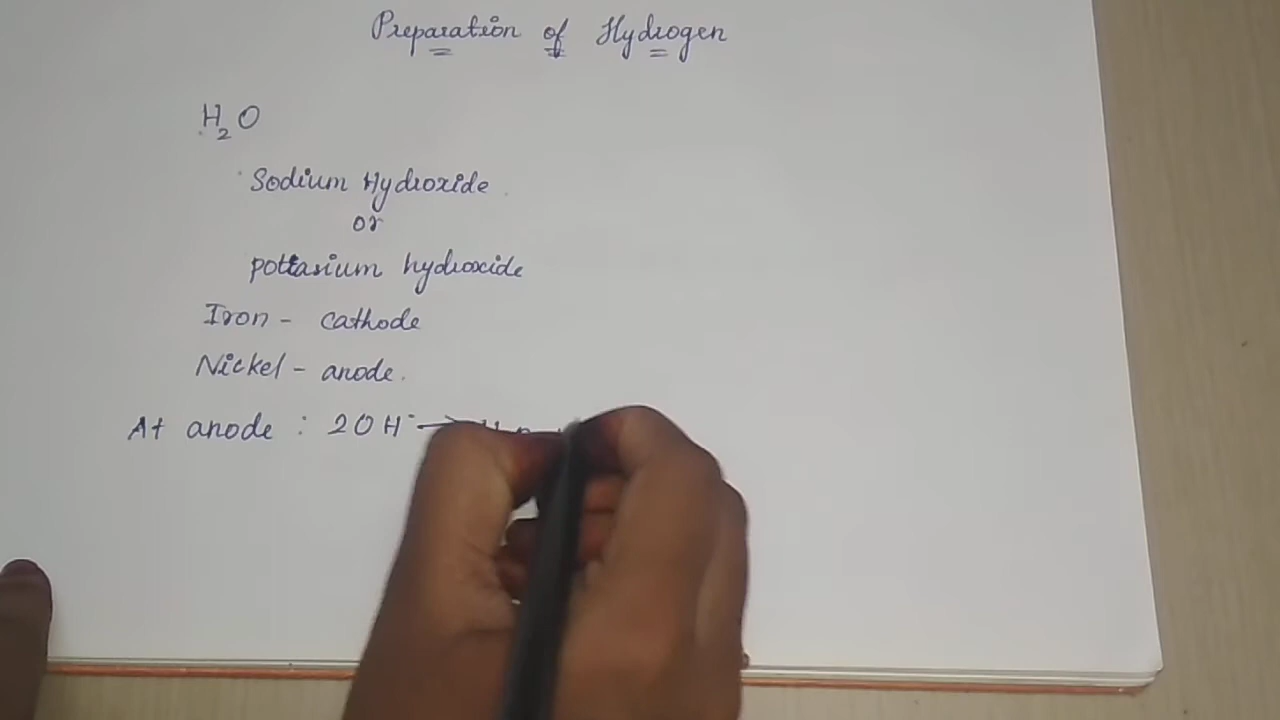 Preparation of Hydrogen
H₂O
Sodium Hydroxide
or
pottasium hydroxide
Iron - cathode
Nickel - anode.
At anode : 2OH⁻ →